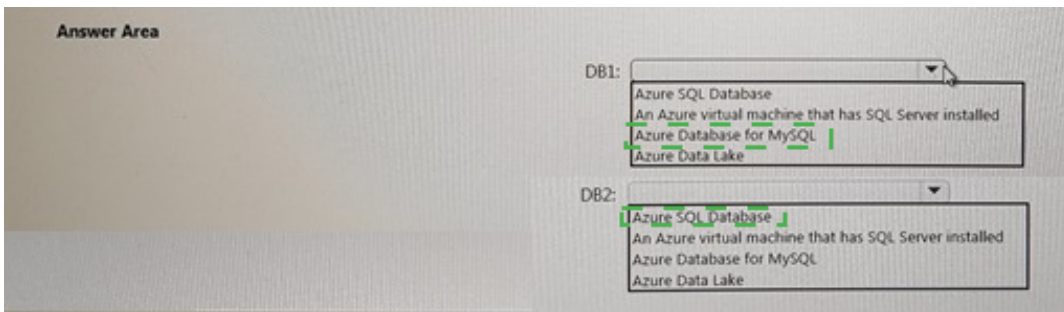 Answer Area
DB1:
Azure SQL Database
An Azure virtual machine that has SQL Server installed
Azure Database for MySQL
Azure Data Lake
DB2:
Azure SQL Database
An Azure virtual machine that has SQL Server installed
Azure Database for MySQL
Azure Data Lake